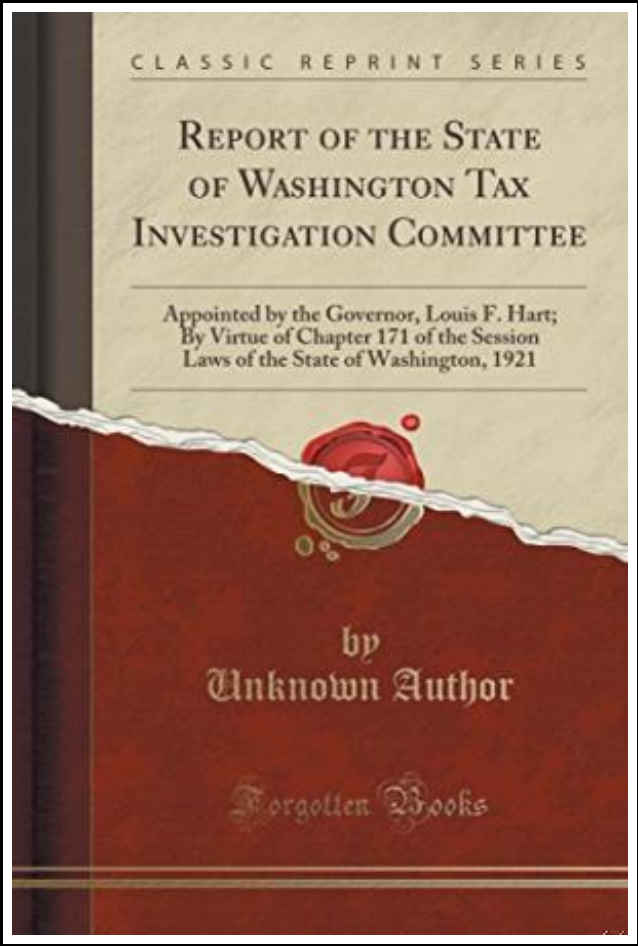 CLASSIC REPRINT SERIES
REPORT OF THE STATE
OF WASHINGTON TAX
INVESTIGATION COMMITTEE
Appointed by the Governor, Louis F. Hart;
By Virtue of Chapter 171 of the Session
Laws of the State of Washington, 1921
F
by
Unknown Author
Forgotten Books